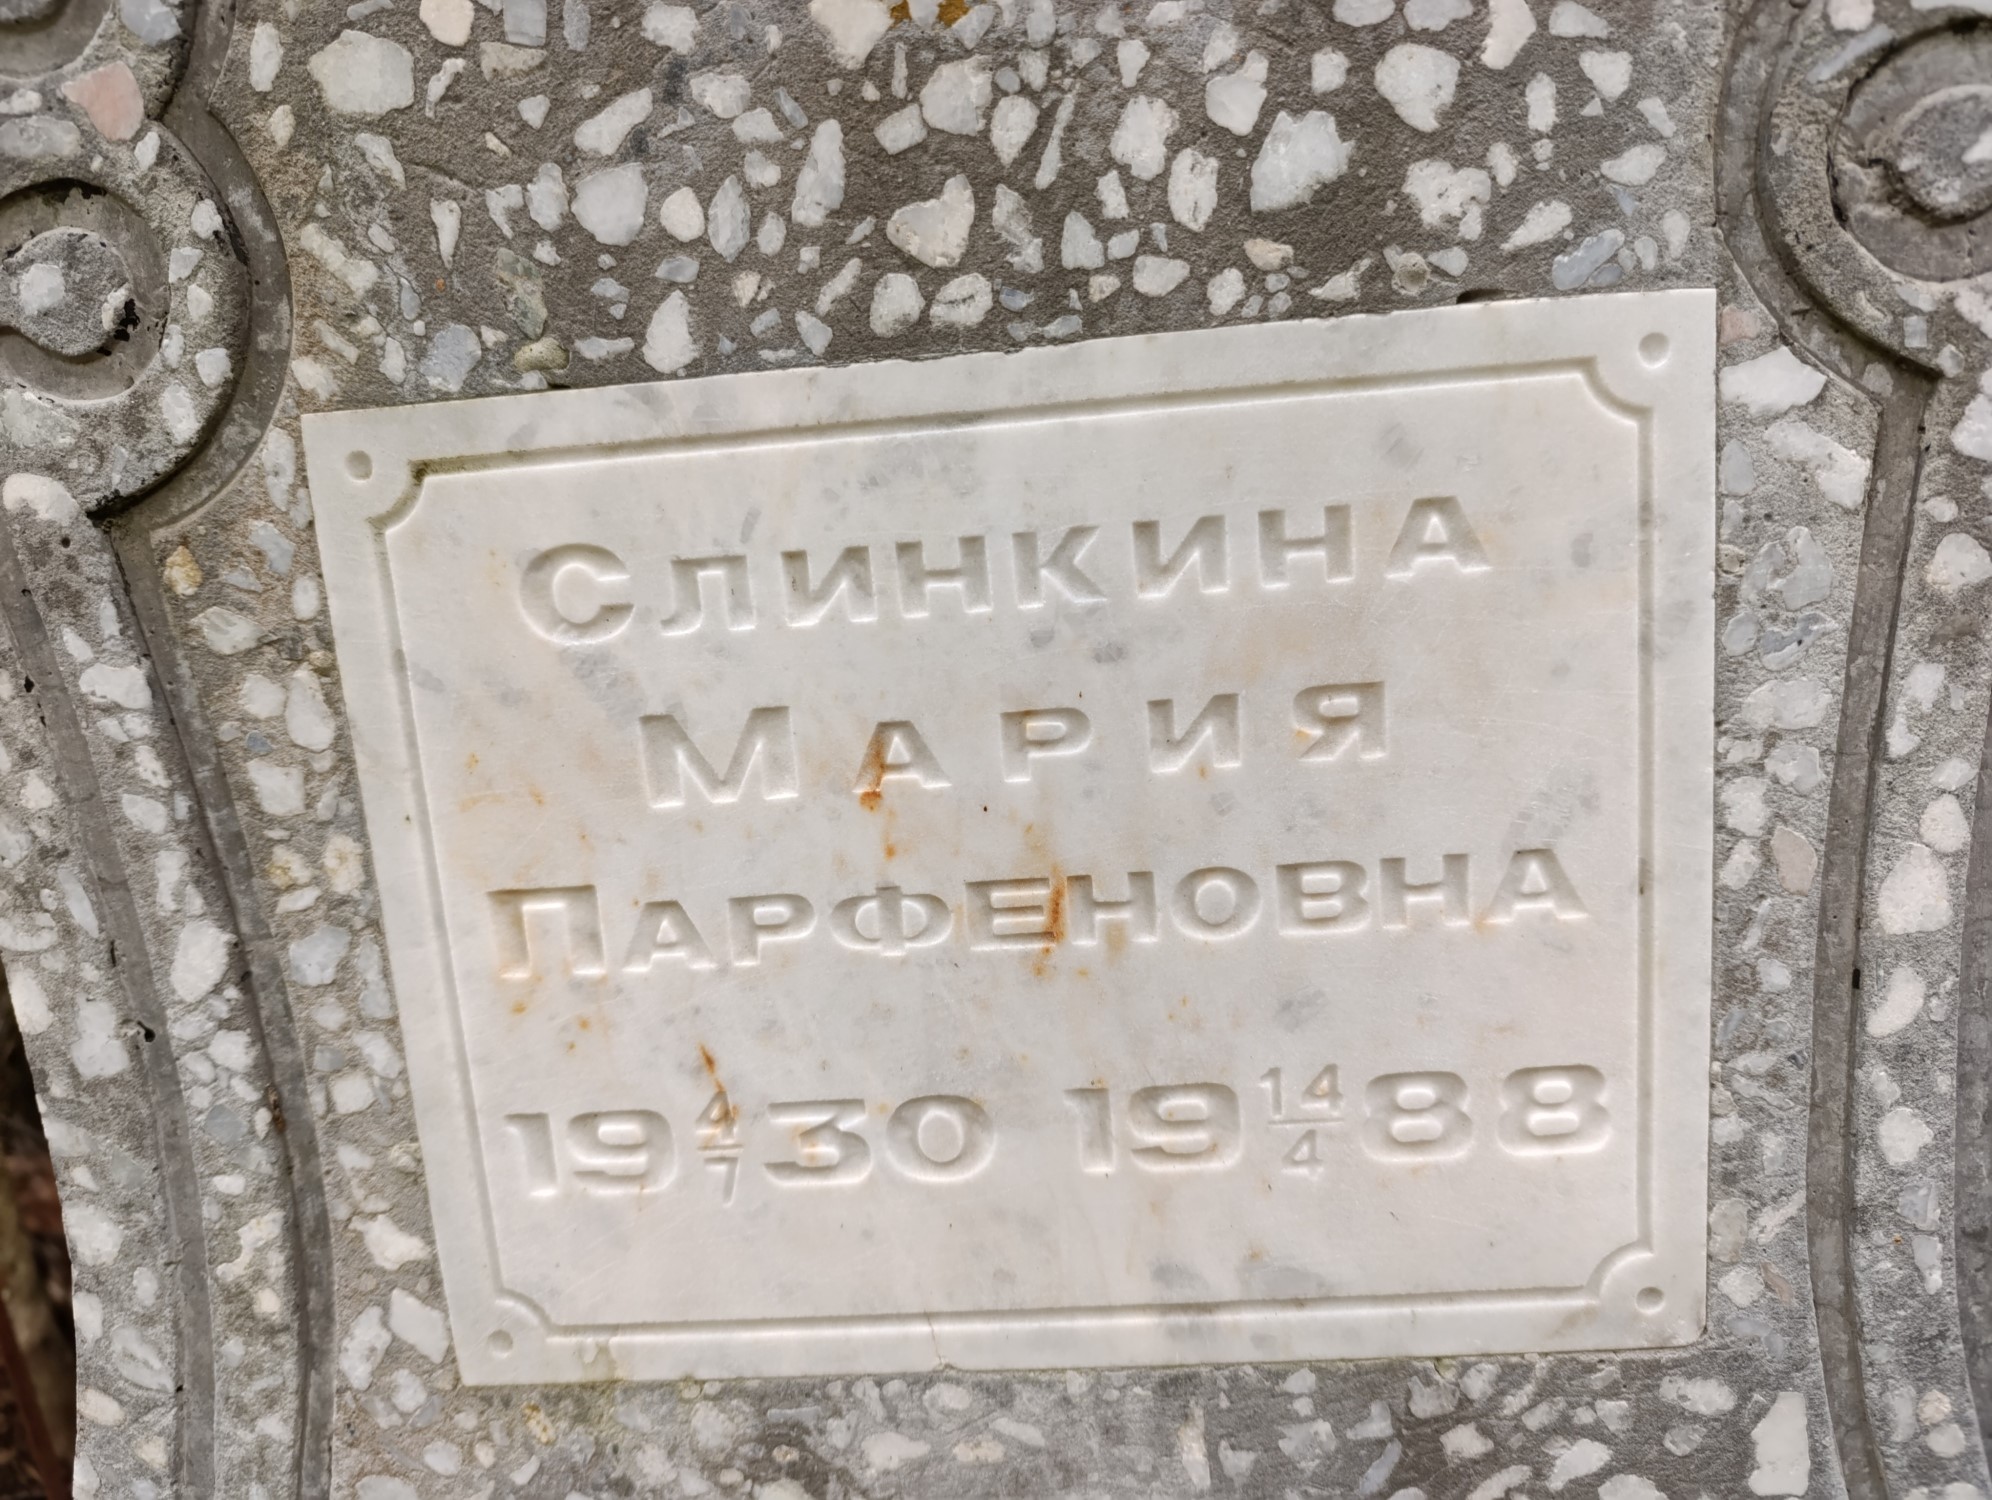 Слинкина
Мария
Парфеновна
19 4/7 30 19 14/4 88